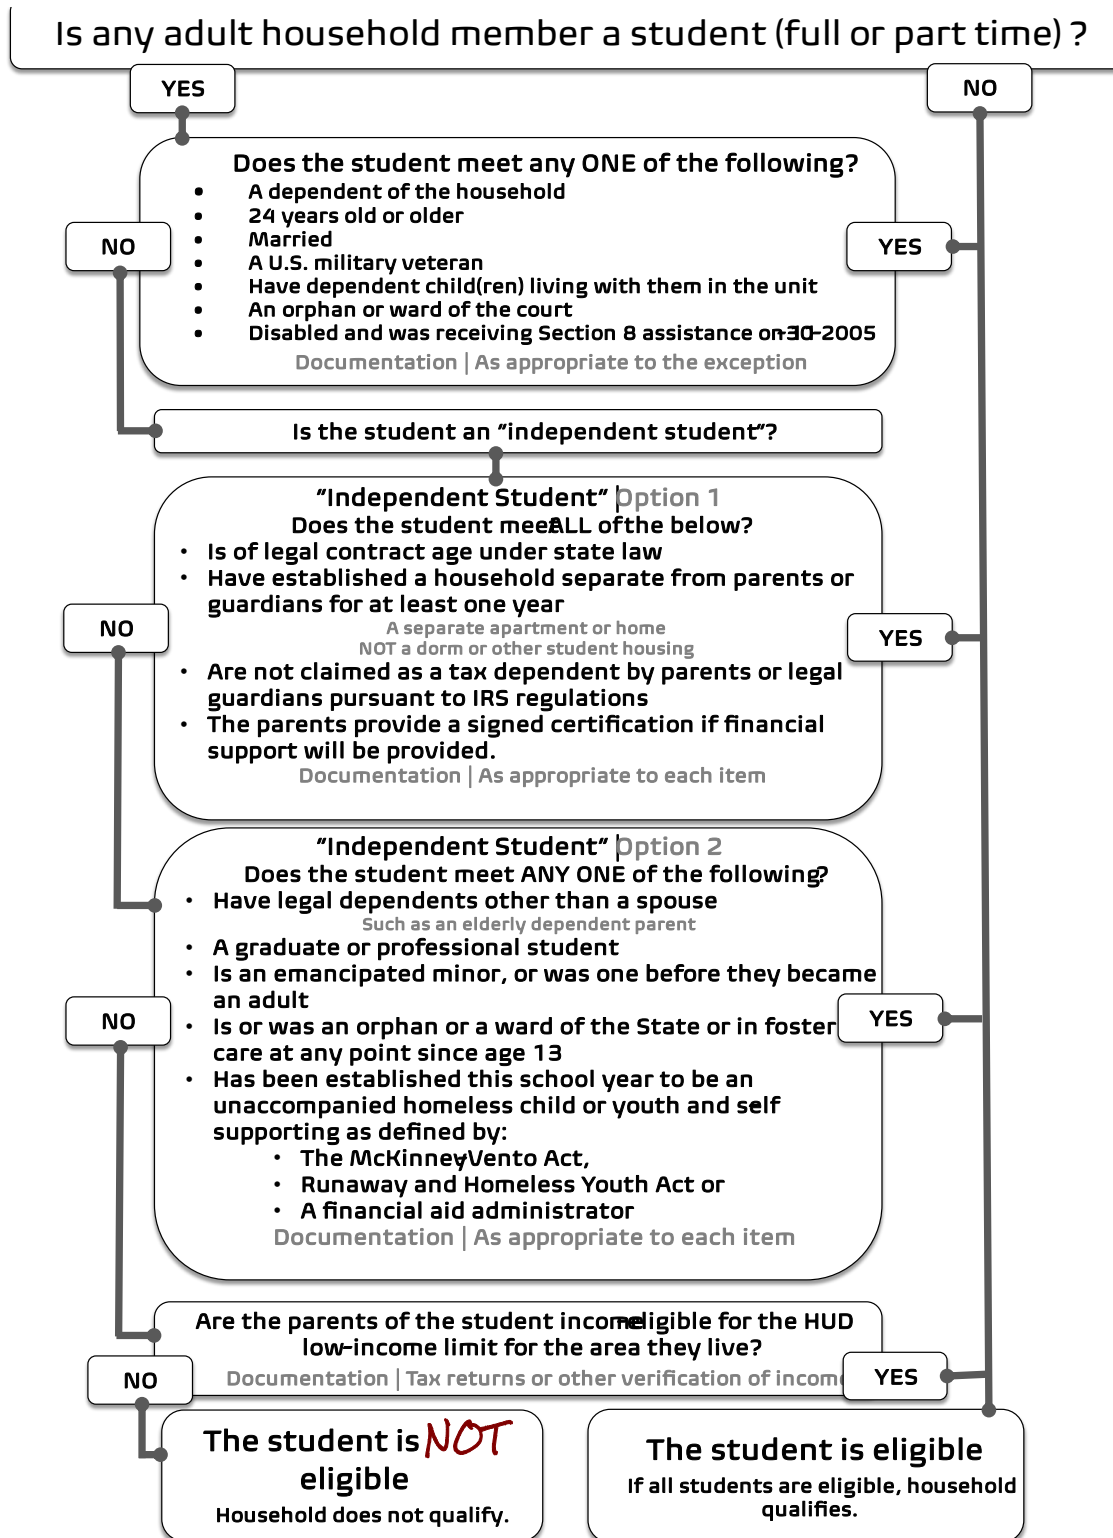 Is any adult household member a student (full or part time) ?
YES
NO
Does the student meet any ONE of the following?
• A dependent of the household
• 24 years old or older
• Married
• A U.S. military veteran
• Have dependent child(ren) living with them in the unit
• An orphan or ward of the court
• Disabled and was receiving Section 8 assistance on 2005
Documentation | As appropriate to the exception
NO
YES
Is the student an "independent student"?
"Independent Student" | Option 1
Does the student meet ALL of the below?
• Is of legal contract age under state law
• Have established a household separate from parents or
guardians for at least one year
A separate apartment or home
NOT a dorm or other student housing
• Are not claimed as a tax dependent by parents or legal
guardians pursuant to IRS regulations
• The parents provide a signed certification if financial
support will be provided.
Documentation | As appropriate to each item
NO
YES
"Independent Student" | Option 2
Does the student meet ANY ONE of the following?
• Have legal dependents other than a spouse
Such as an elderly dependent parent
• A graduate or professional student
• Is an emancipated minor, or was one before they became
an adult
• Is or was an orphan or a ward of the State or in foster
care at any point since age 13
• Has been established this school year to be an
unaccompanied homeless child or youth and self-
supporting as defined by:
• The McKinney-Vento Act,
• Runaway and Homeless Youth Act or
• A financial aid administrator
Documentation | As appropriate to each item
NO
YES
Are the parents of the student income-eligible for the HUD
low-income limit for the area they live?
Documentation | Tax returns or other verification of income
NO
YES
The student is NOT
eligible
Household does not qualify.
The student is eligible
If all students are eligible, household
qualifies.